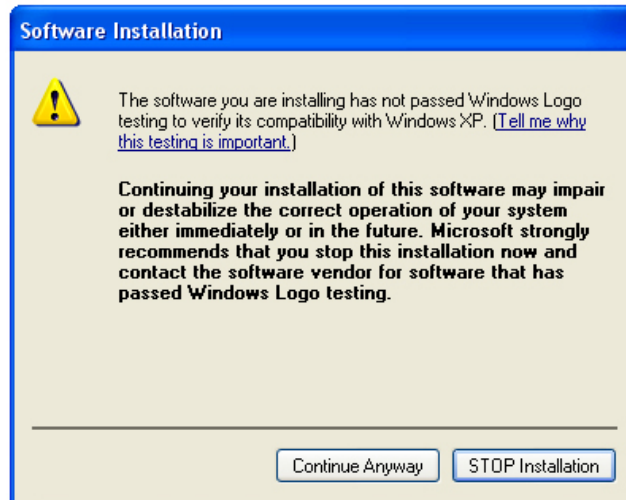 Software Installation
The software you are installing has not passed Windows Logo
testing to verify its compatibility with Windows XP. (Tell me why
this testing is important.)
Continuing your installation of this software may impair
or destabilize the correct operation of your system
either immediately or in the future. Microsoft strongly
recommends that you stop this installation now and
contact the software vendor for software that has
passed Windows Logo testing.
Continue Anyway
STOP Installation